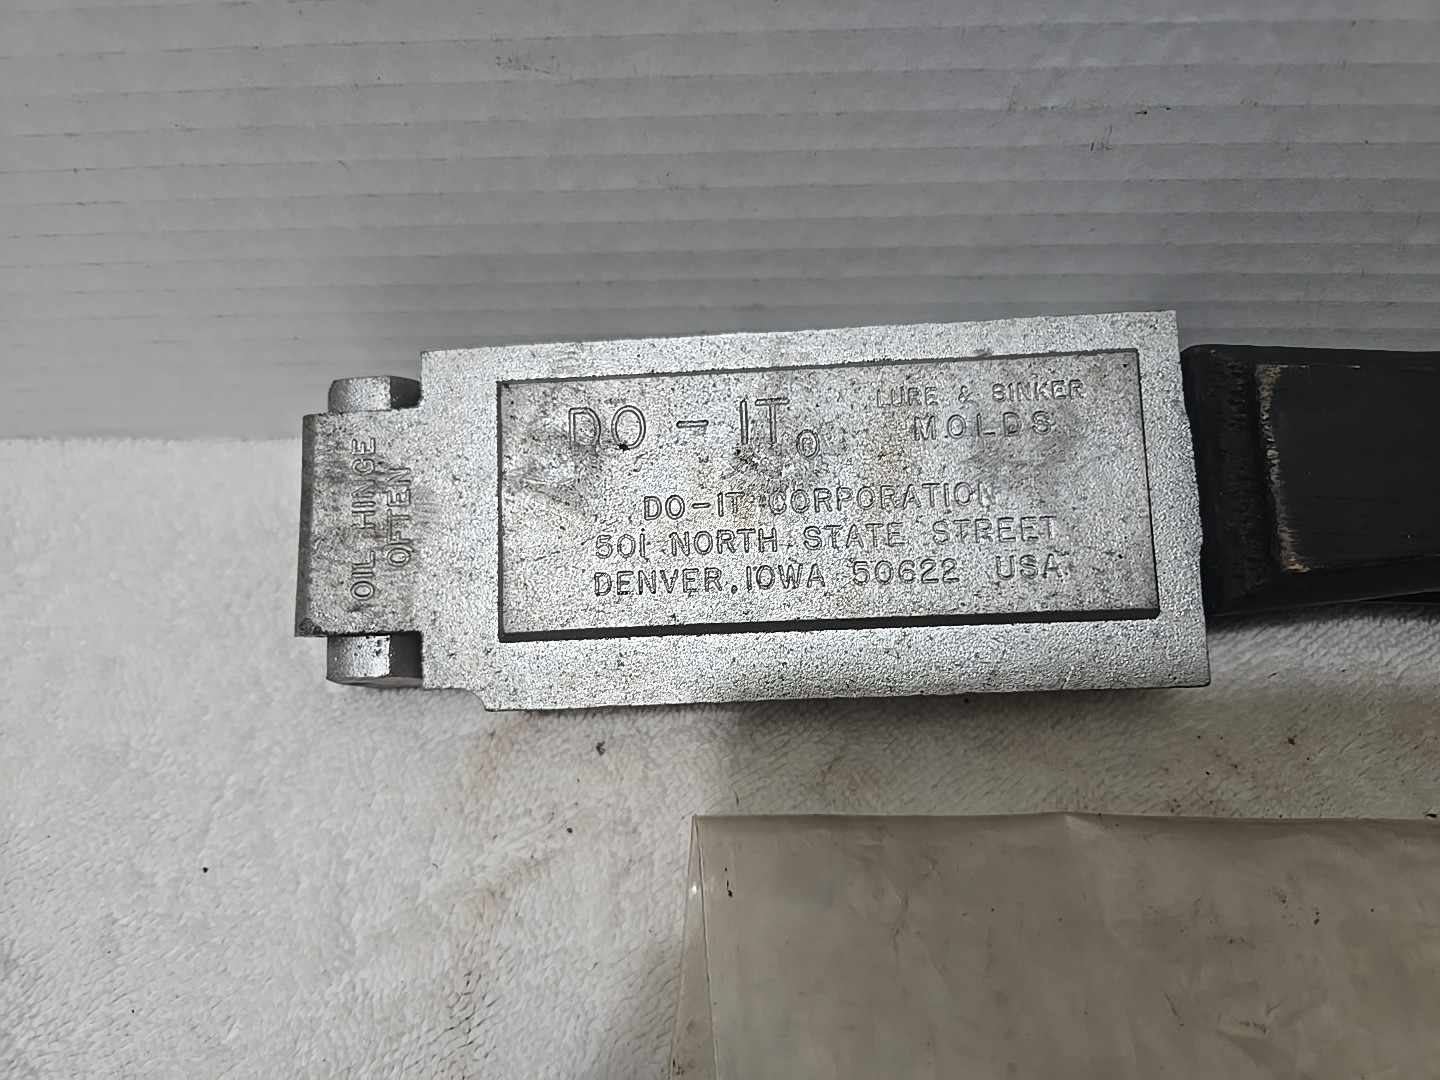 DO-IT® LURE & SINKER
MOLDS
DO-IT CORPORATION
501 NORTH STATE STREET
DENVER, IOWA 50622 USA
OIL HINGE
OFTEN